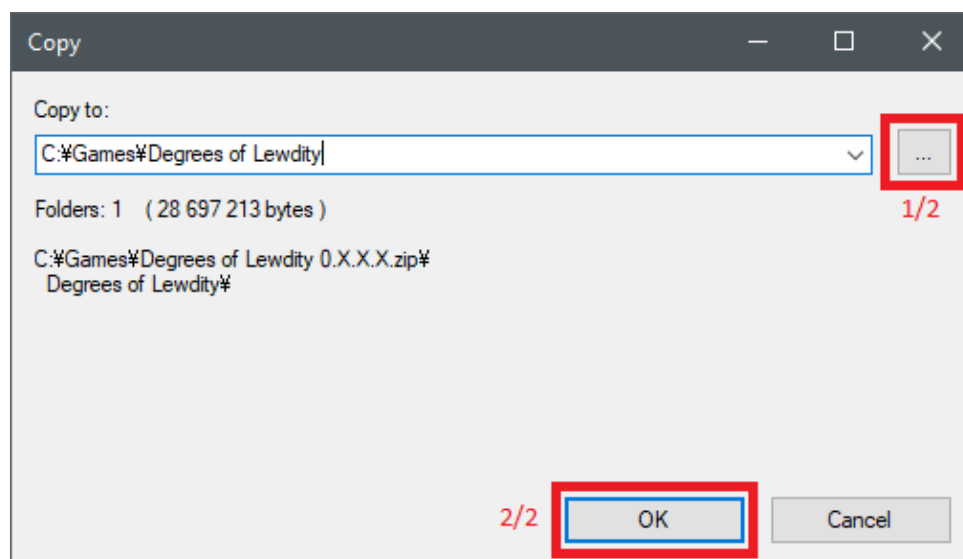 Copy
Copy to:
C:¥Games¥Degrees of Lewdity
...
1/2
Folders: 1 ( 28 697 213 bytes )
C:¥Games¥Degrees of Lewdity 0.X.X.X.zip¥
Degrees of Lewdity¥
2/2
OK
Cancel